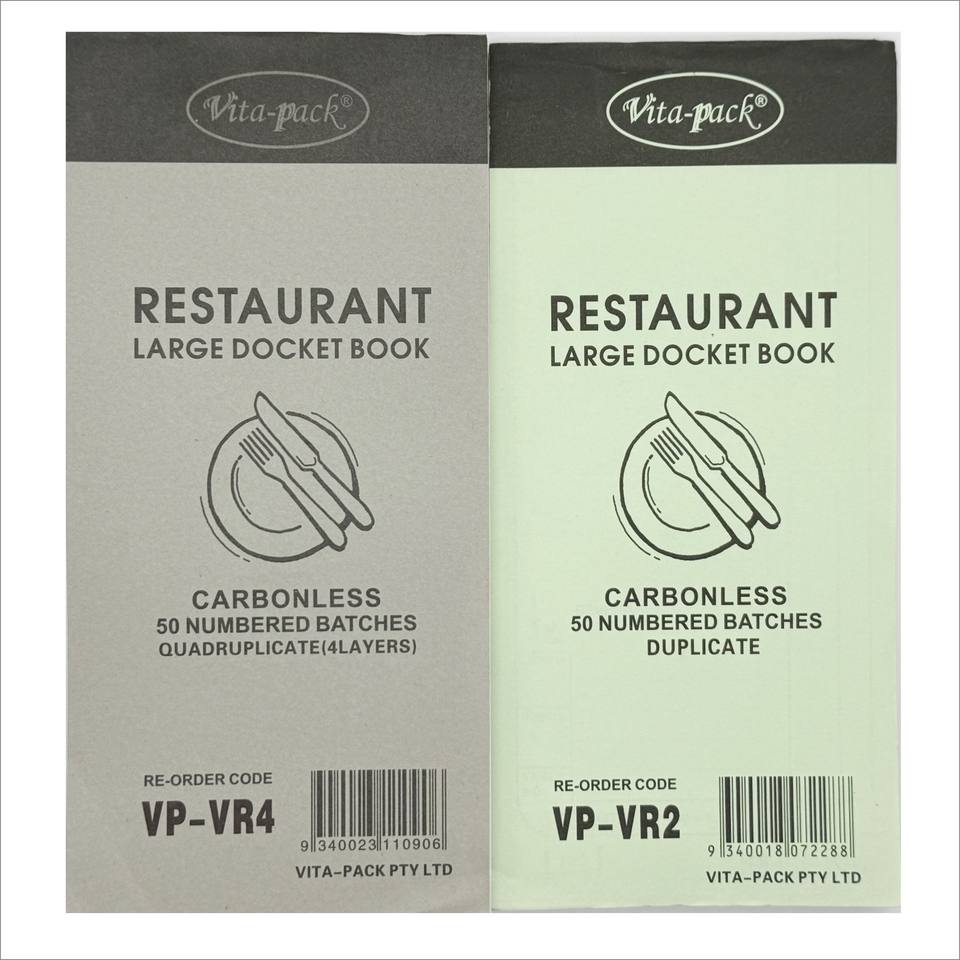 Vita-pack®
RESTAURANT
LARGE DOCKET BOOK
CARBONLESS
50 NUMBERED BATCHES
QUADRUPLICATE(4LAYERS)
RE-ORDER CODE
VP-VR4
9 340023 110906
VITA-PACK PTY LTD
Vita-pack®
RESTAURANT
LARGE DOCKET BOOK
CARBONLESS
50 NUMBERED BATCHES
DUPLICATE
RE-ORDER CODE
VP-VR2
9 340018 072288
VITA-PACK PTY LTD